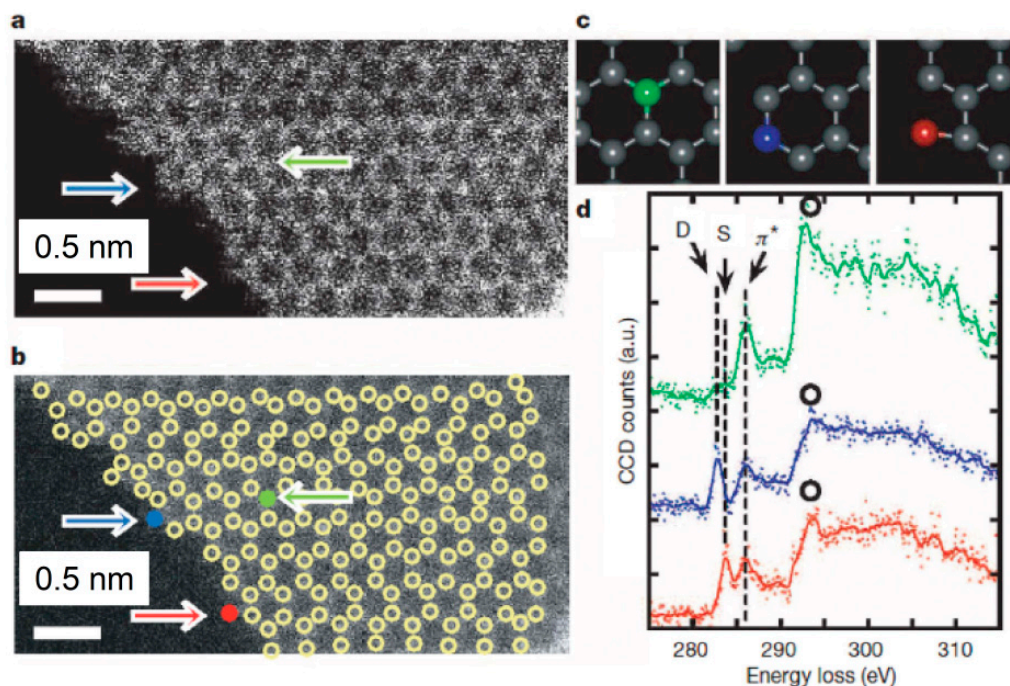 a
0.5 nm
b
0.5 nm
c
d
D
S
π*
CCD counts (a.u.)
280
290
300
310
Energy loss (eV)